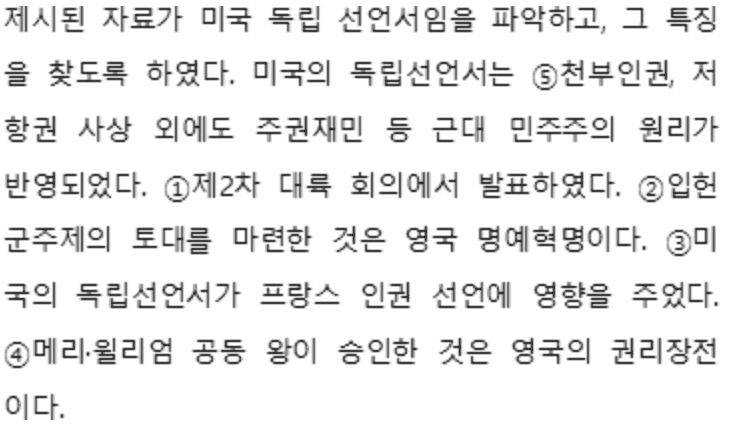 제시된 자료가 미국 독립 선언서임을 파악하고, 그 특징
을 찾도록 하였다. 미국의 독립선언서는 ⑤천부인권, 저
항권 사상 외에도 주권재민 등 근대 민주주의 원리가
반영되었다. ①제2차 대륙 회의에서 발표하였다. ②입헌
군주제의 토대를 마련한 것은 영국 명예혁명이다. ③미
국의 독립선언서가 프랑스 인권 선언에 영향을 주었다.
④메리·윌리엄 공동 왕이 승인한 것은 영국의 권리장전
이다.